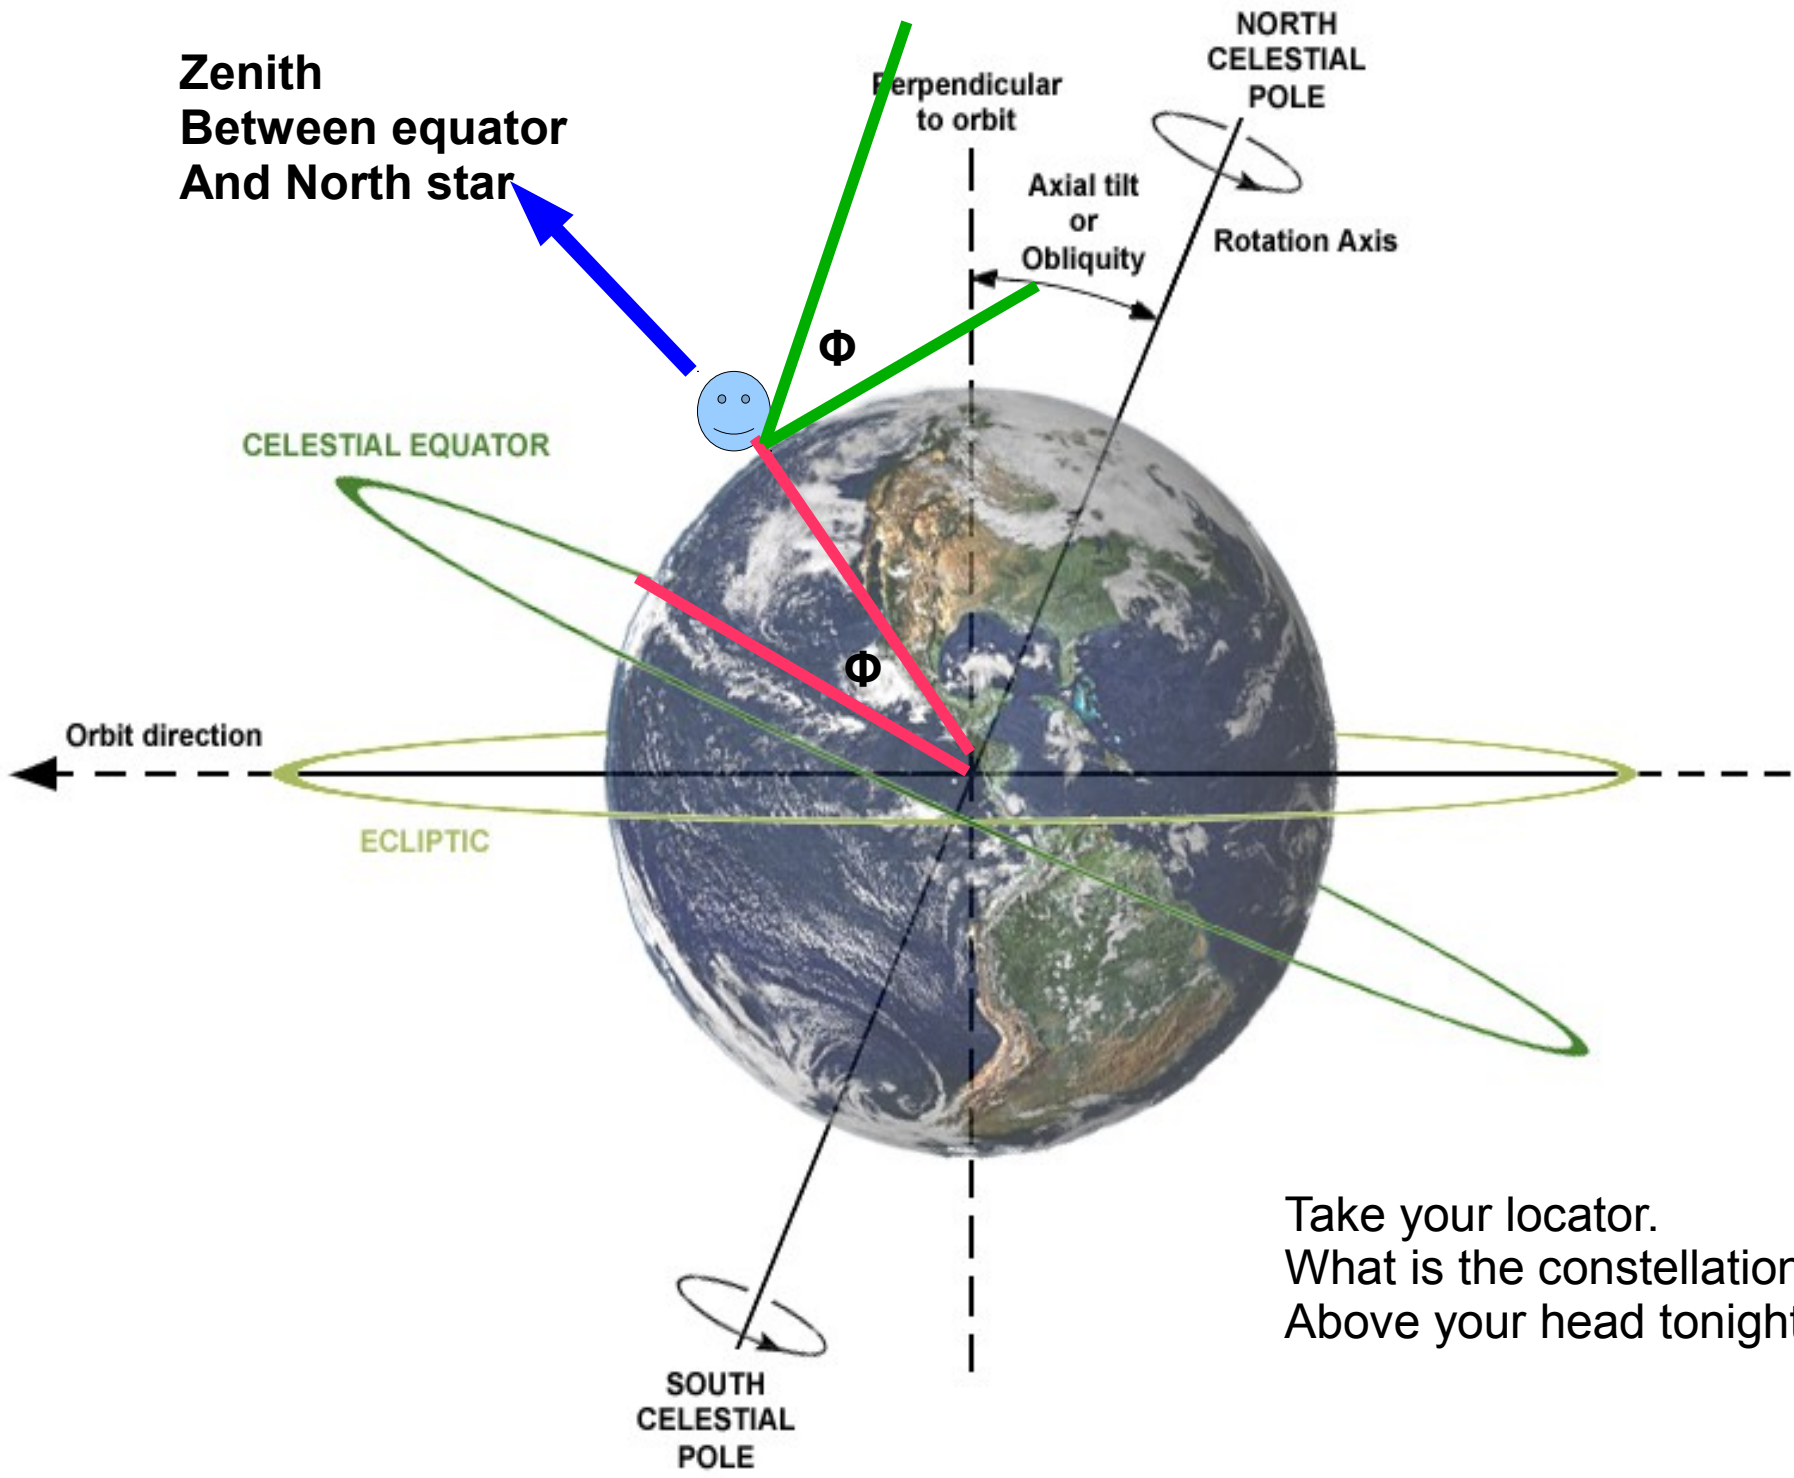 Zenith
Between equator
And North star
Perpendicular
to orbit
NORTH
CELESTIAL
POLE
Axial tilt
or
Obliquity
Rotation Axis
Φ
CELESTIAL EQUATOR
Φ
Orbit direction
ECLIPTIC
Take your locator.
What is the constellation
Above your head tonight
SOUTH
CELESTIAL
POLE